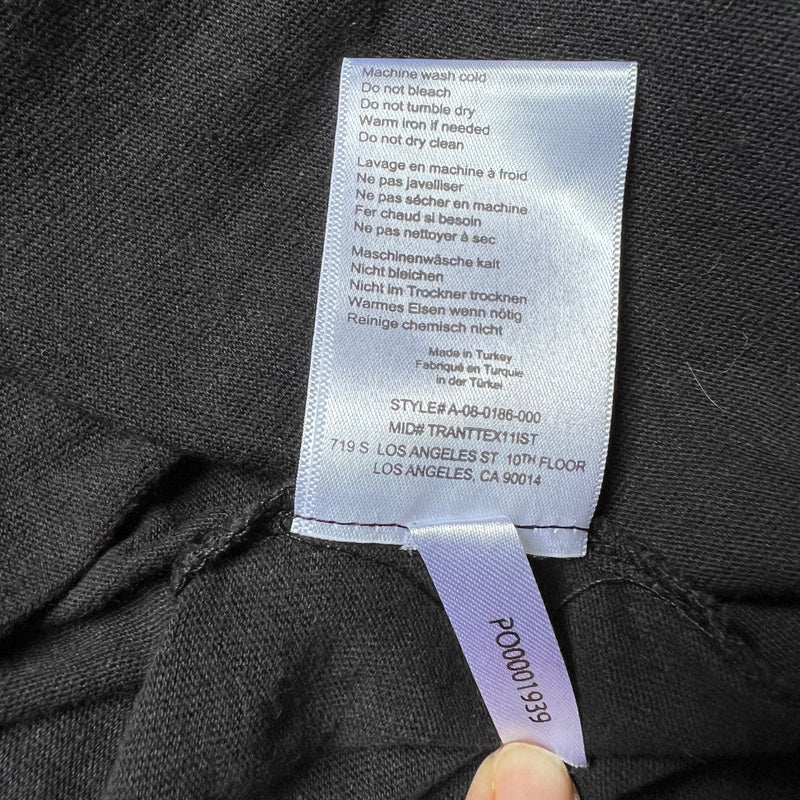 Machine wash cold
Do not bleach
Do not tumble dry
Warm iron if needed
Do not dry clean
Lavage en machine à froid
Ne pas javelliser
Ne pas sécher en machine
Fer chaud si besoin
Ne pas nettoyer à sec
Maschinenwäsche kalt
Nicht bleichen
Nicht im Trockner trocknen
Warmes Eisen wenn nötig
Reinige chemisch nicht
Made in Turkey
Fabriqué en Turquie
in der Türkei
STYLE# A-08-0186-000
MID# TRANTTEX11IST
719 S LOS ANGELES ST 10TH FLOOR
LOS ANGELES, CA 90014
PO0001939